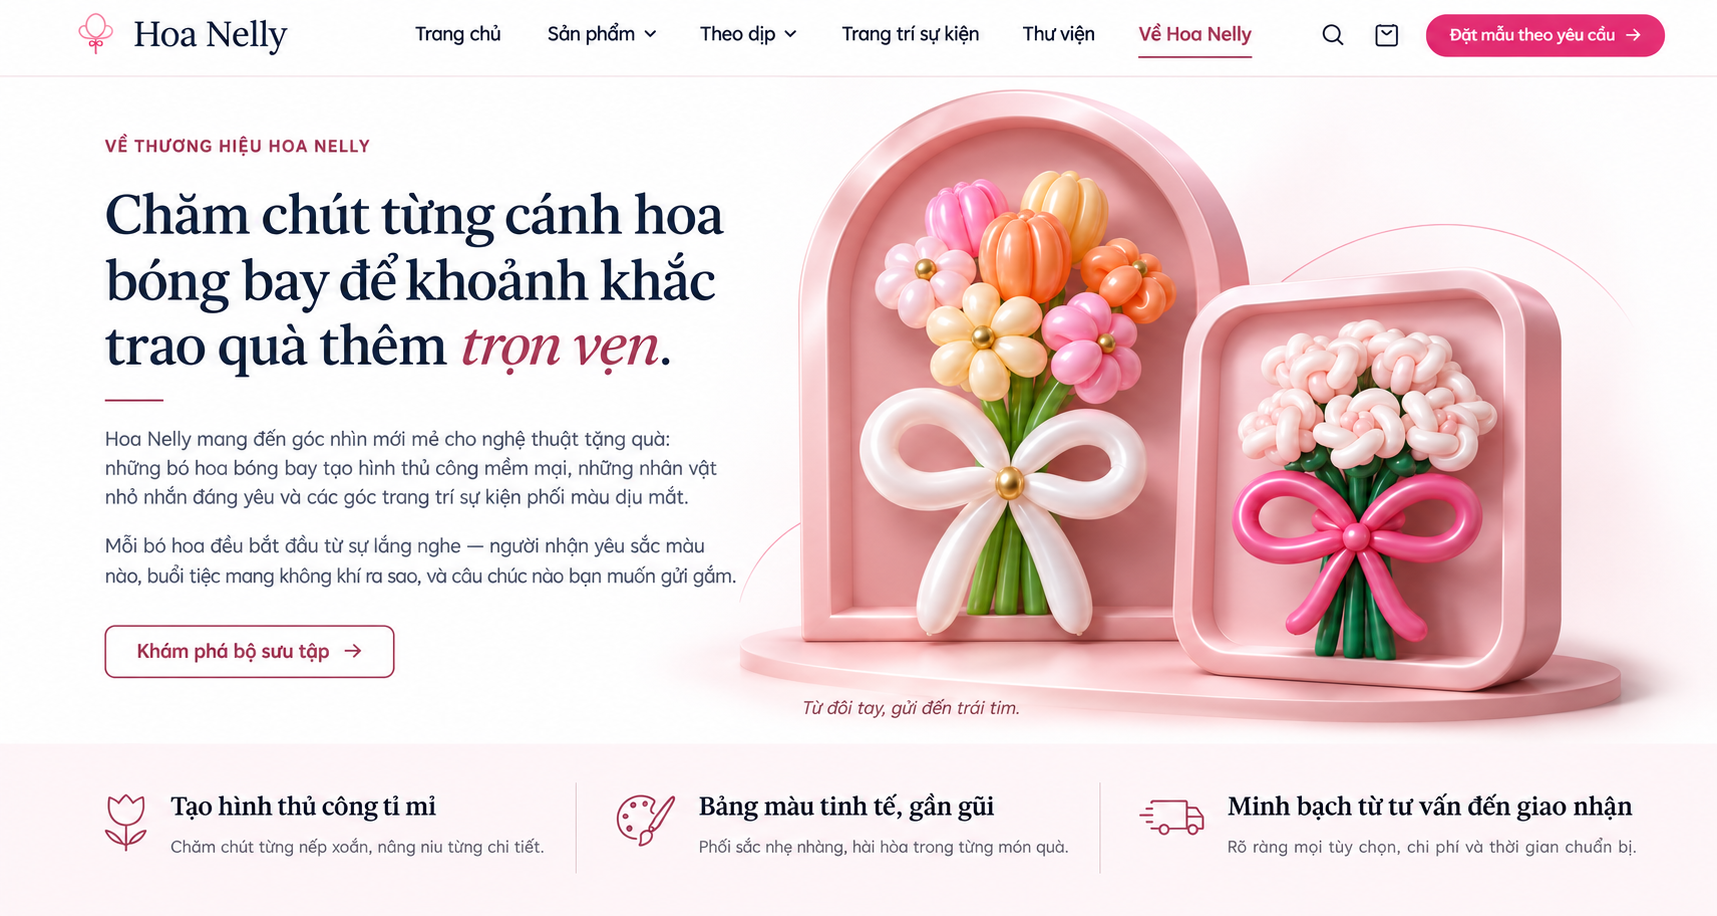 Hoa Nelly
Trang chủ
Sản phẩm
Theo dịp
Trang trí sự kiện
Thư viện
Về Hoa Nelly
Đặt mẫu theo yêu cầu →
VỀ THƯƠNG HIỆU HOA NELLY
Chăm chút từng cánh hoa
bóng bay để khoảnh khắc
trao quà thêm trọn vẹn.
Hoa Nelly mang đến góc nhìn mới mẻ cho nghệ thuật tặng quà:
những bó hoa bóng bay tạo hình thủ công mềm mại, những nhân vật
nhỏ nhắn đáng yêu và các góc trang trí sự kiện phối màu dịu mắt.
Mỗi bó hoa đều bắt đầu từ sự lắng nghe — người nhận yêu sắc màu
nào, buổi tiệc mang không khí ra sao, và câu chúc nào bạn muốn gửi gắm.
Khám phá bộ sưu tập →
Từ đôi tay, gửi đến trái tim.
Tạo hình thủ công tỉ mỉ
Chăm chút từng nếp xoắn, nâng niu từng chi tiết.
Bảng màu tinh tế, gần gũi
Phối sắc nhẹ nhàng, hài hòa trong từng món quà.
Minh bạch từ tư vấn đến giao nhận
Rõ ràng mọi tùy chọn, chi phí và thời gian chuẩn bị.